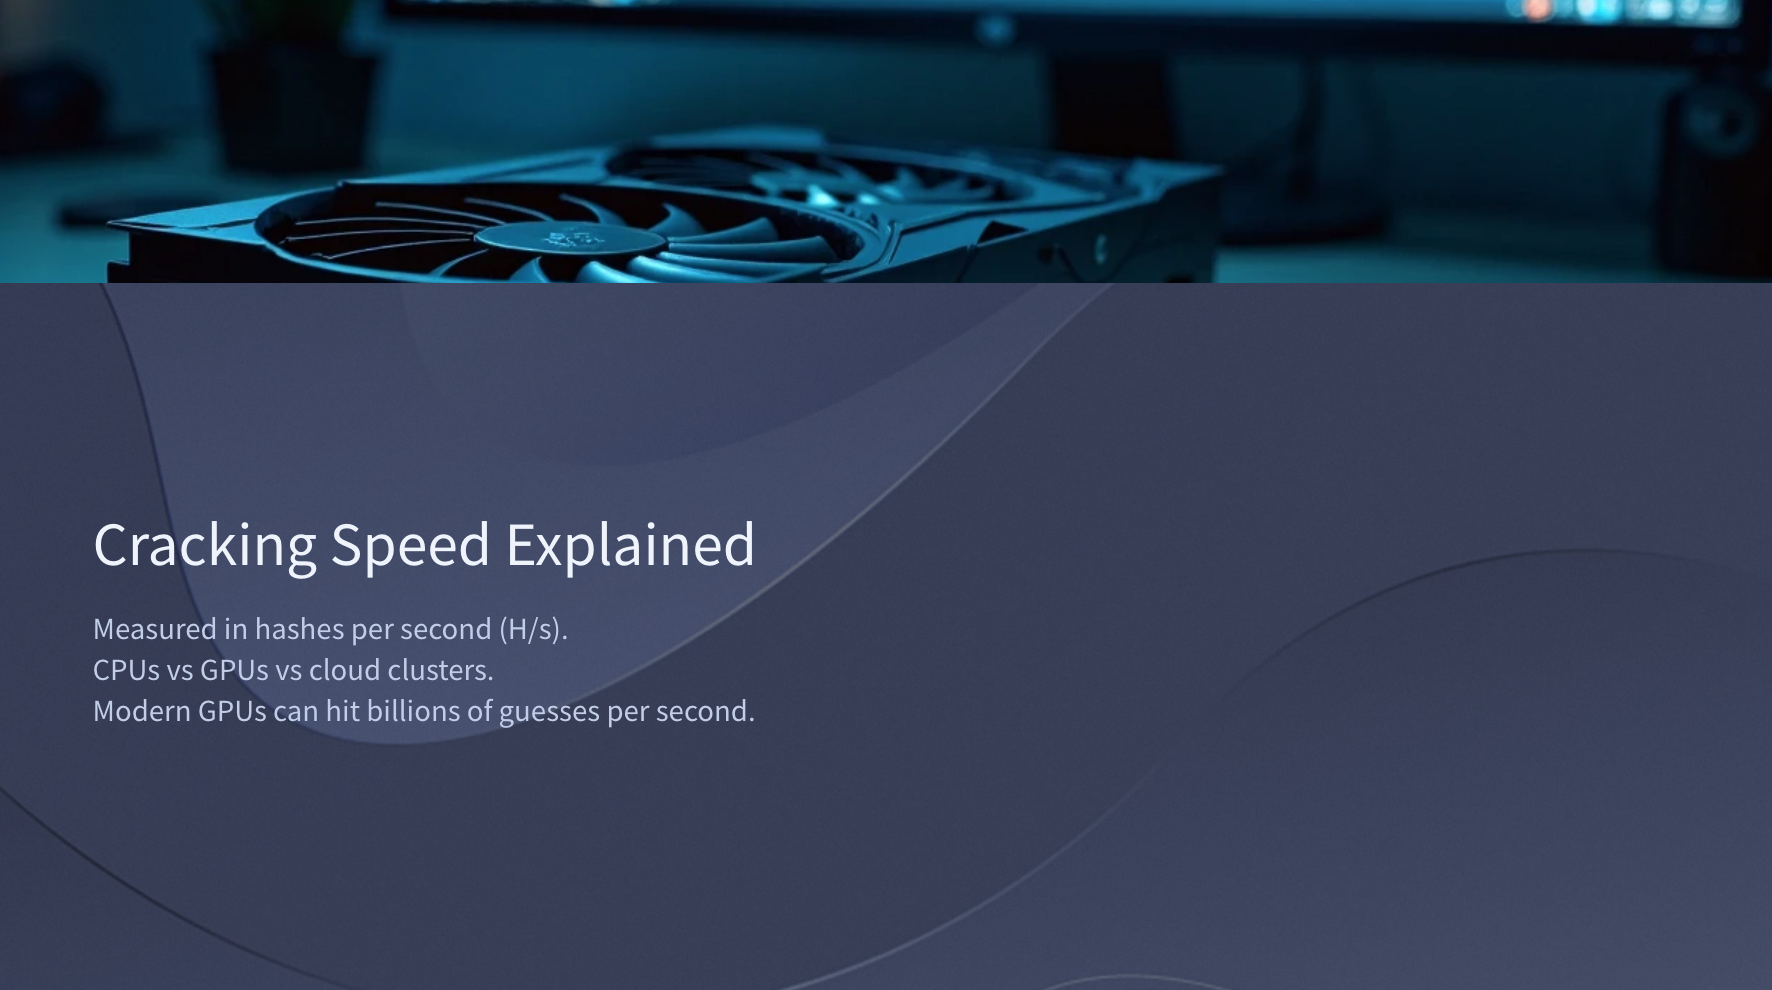 Cracking Speed Explained
Measured in hashes per second (H/s).
CPUs vs GPUs vs cloud clusters.
Modern GPUs can hit billions of guesses per second.